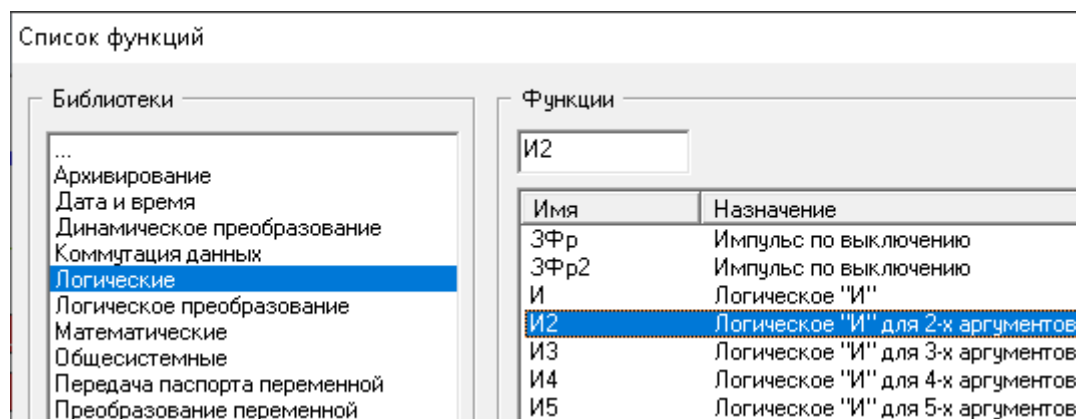 Список функций
Библиотеки
...
Архивирование
Дата и время
Динамическое преобразование
Коммутация данных
Логические
Логическое преобразование
Математические
Общесистемные
Передача паспорта переменной
Преобразование переменной
Функции
И2
Имя Назначение
ЗФр Импульс по выключению
ЗФр2 Импульс по выключению
И Логическое "И"
И2 Логическое "И" для 2-х аргументов
И3 Логическое "И" для 3-х аргументов
И4 Логическое "И" для 4-х аргументов
И5 Логическое "И" для 5-х аргументов